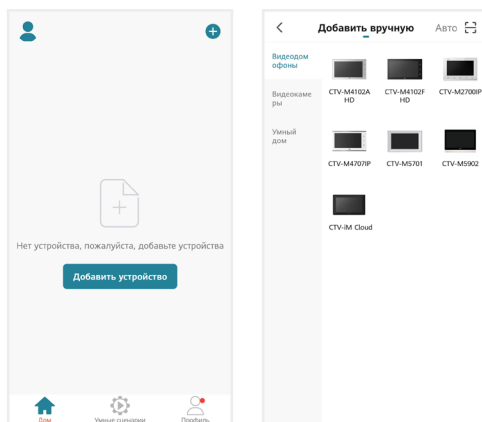 Нет устройства, пожалуйста, добавьте устройства
Добавить устройство
Дом
Умные сценарии
Профиль
Добавить вручную
Авто
Видеодом
офоны
Видеокаме
ры
Умный
дом
CTV-M4102A
HD
CTV-M4102F
HD
CTV-M2700IP
CTV-M4707IP
CTV-M5701
CTV-M5902
CTV-iM Cloud